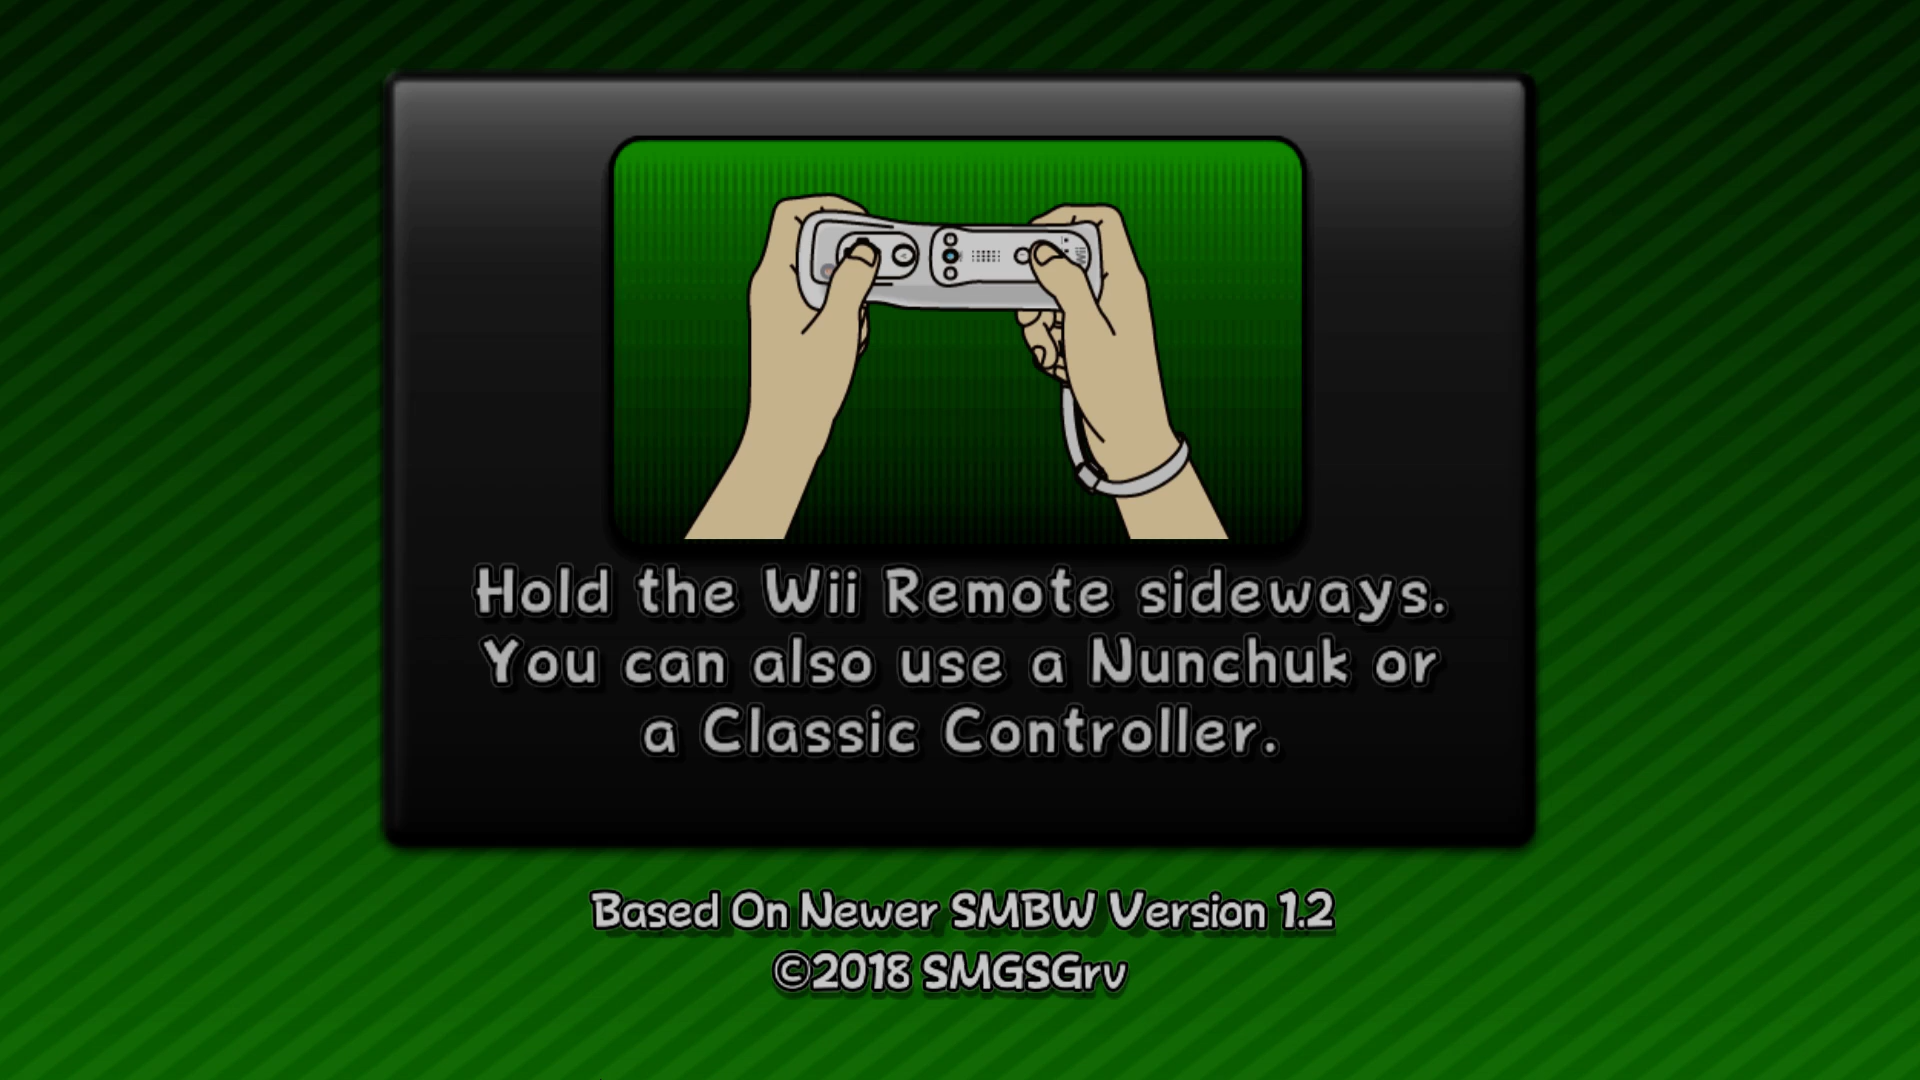 Hold the Wii Remote sideways.
You can also use a Nunchuk or
a Classic Controller.
Based On Newer SMBW Version 1.2
©2018 SMGSGrv